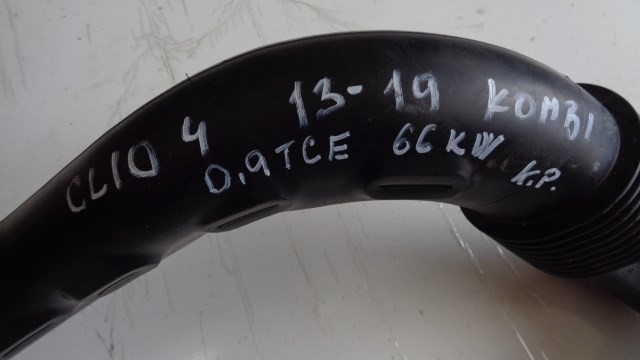 CLIO 4 13-19 KOMBI
0.9TCE 66KW K.P.